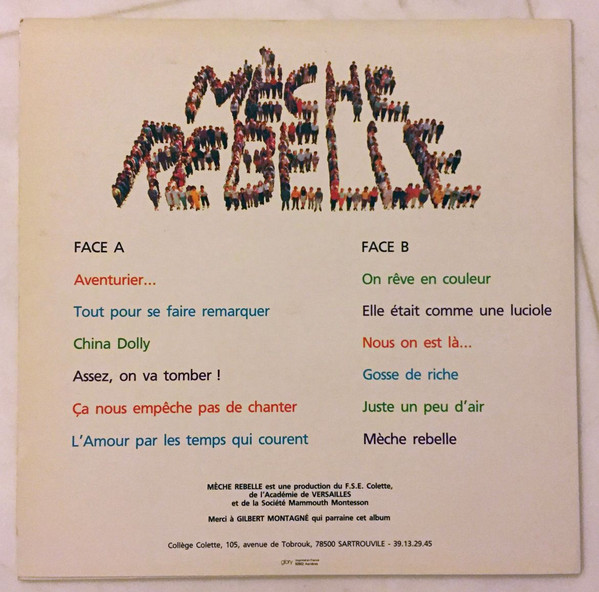 MÈCHE
REBELLE
FACE A
Aventurier...
Tout pour se faire remarquer
China Dolly
Assez, on va tomber !
Ça nous empêche pas de chanter
L'Amour par les temps qui courent
FACE B
On rêve en couleur
Elle était comme une luciole
Nous on est là...
Gosse de riche
Juste un peu d'air
Mèche rebelle
MÈCHE REBELLE est une production du F.S.E. Colette,
de l'Académie de VERSAILLES
et de la Société Mammouth Montesson
Merci à GILBERT MONTAGNÉ qui parraine cet album
Collège Colette, 105, avenue de Tobrouk, 78500 SARTROUVILE - 39.13.29.45
glory